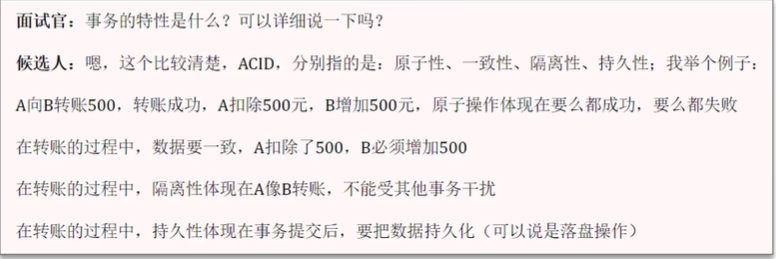 面试官：事务的特性是什么？可以详细说一下吗？
候选人：嗯，这个比较清楚，ACID，分别指的是：原子性、一致性、隔离性、持久性；我举个例子：
A向B转账500，转账成功，A扣除500元，B增加500元，原子操作体现在要么都成功，要么都失败
在转账的过程中，数据要一致，A扣除了500，B必须增加500
在转账的过程中，隔离性体现在A像B转账，不能受其他事务干扰
在转账的过程中，持久性体现在事务提交后，要把数据持久化（可以说是落盘操作）